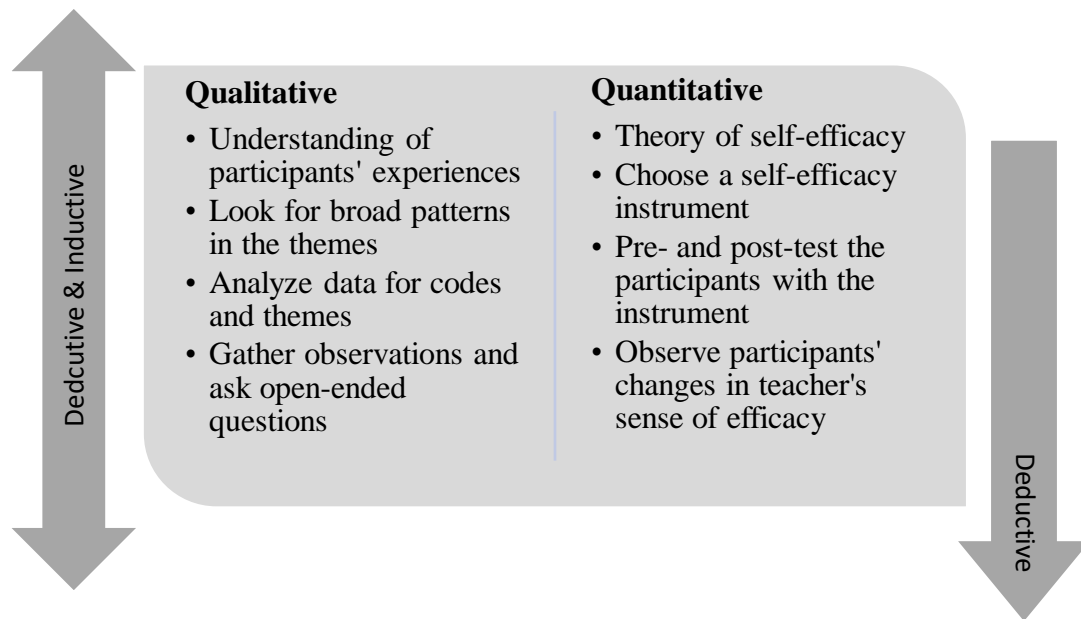 Dedcutive & Inductive
Qualitative
• Understanding of
participants' experiences
• Look for broad patterns
in the themes
• Analyze data for codes
and themes
• Gather observations and
ask open-ended
questions
Quantitative
• Theory of self-efficacy
• Choose a self-efficacy
instrument
• Pre- and post-test the
participants with the
instrument
• Observe participants'
changes in teacher's
sense of efficacy
Deductive